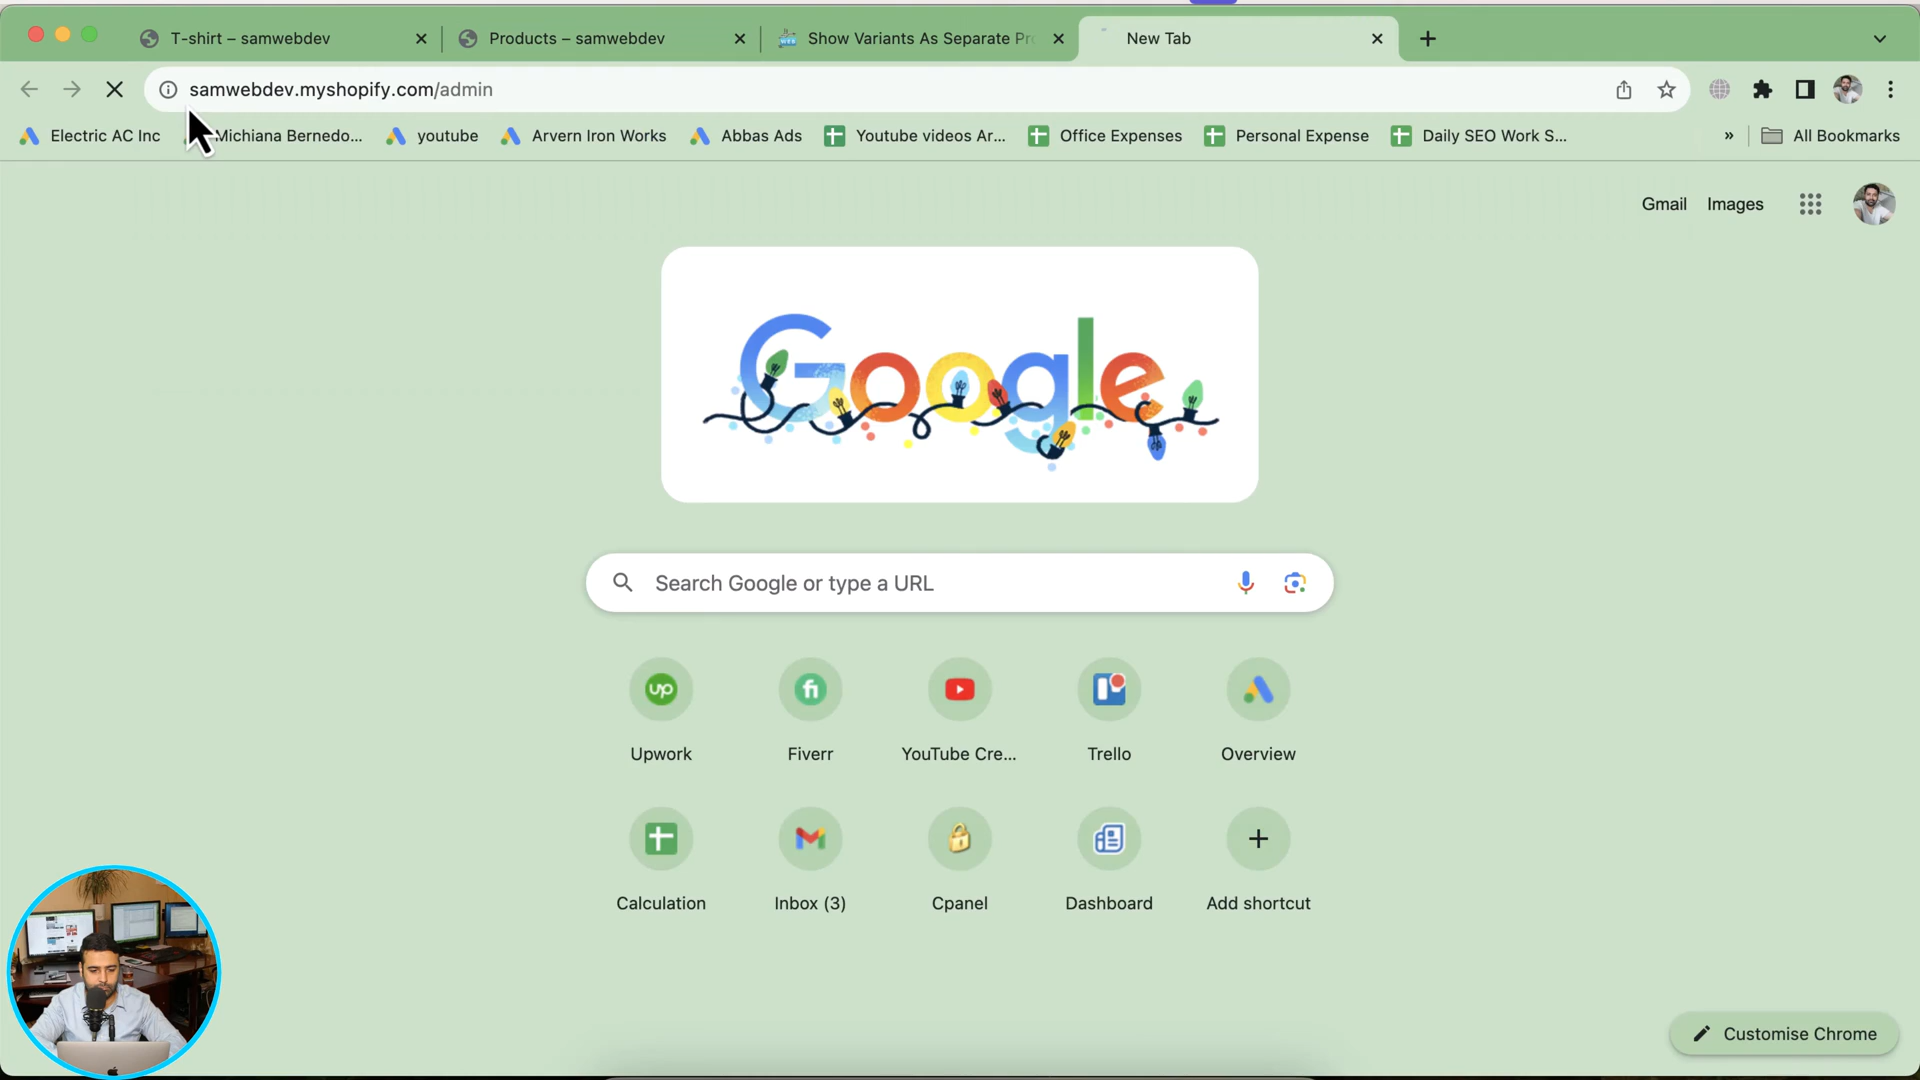 T-shirt – samwebdev
Products – samwebdev
Show Variants As Separate Pr
New Tab
samwebdev.myshopify.com/admin
Electric AC Inc
Michiana Bernedo...
youtube
Arvern Iron Works
Abbas Ads
Youtube videos Ar...
Office Expenses
Personal Expense
Daily SEO Work S...
»
All Bookmarks
Gmail
Images
Google
Search Google or type a URL
up
fi
Upwork
Fiverr
YouTube Cre...
Trello
Overview
Calculation
Inbox (3)
Cpanel
Dashboard
Add shortcut
Customise Chrome